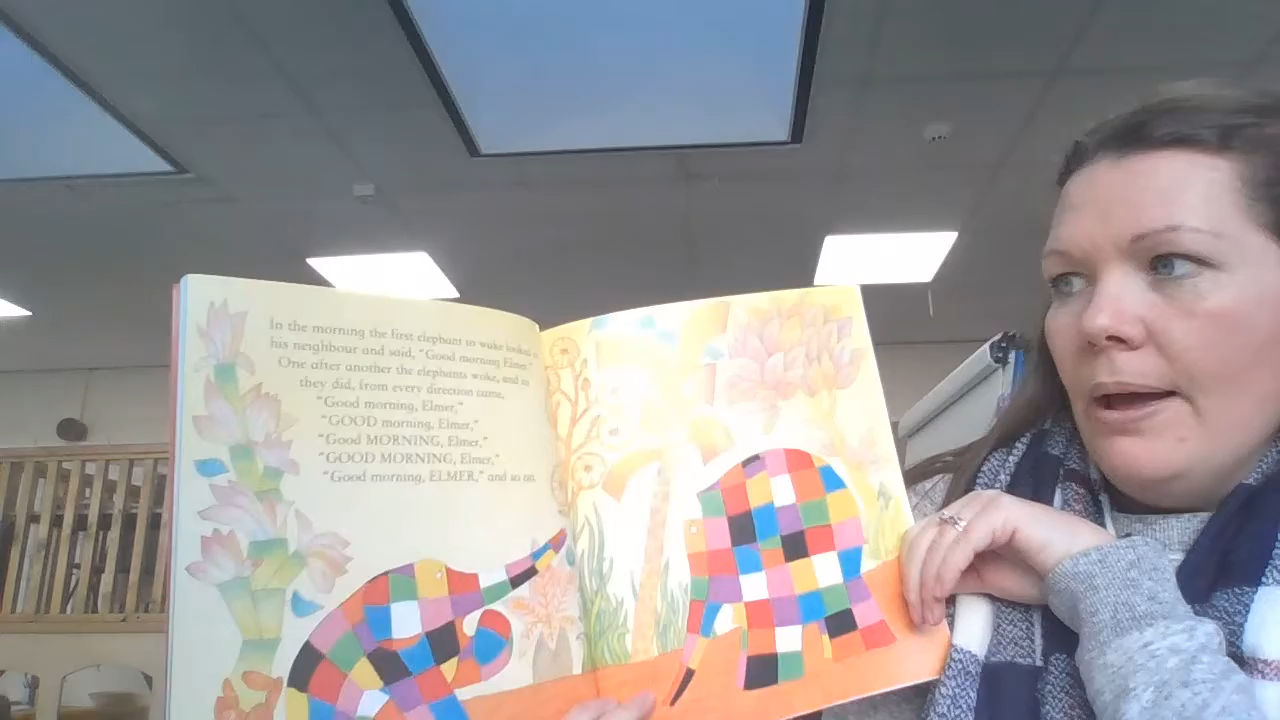 In the morning the first elephant to wake looked
his neighbour and said, "Good morning Elmer."
One after another the elephants woke, and as
they did, from every direction came,
"Good morning, Elmer,"
"GOOD morning, Elmer,"
"Good MORNING, Elmer,"
"GOOD MORNING, Elmer,"
"Good morning, ELMER," and so on.